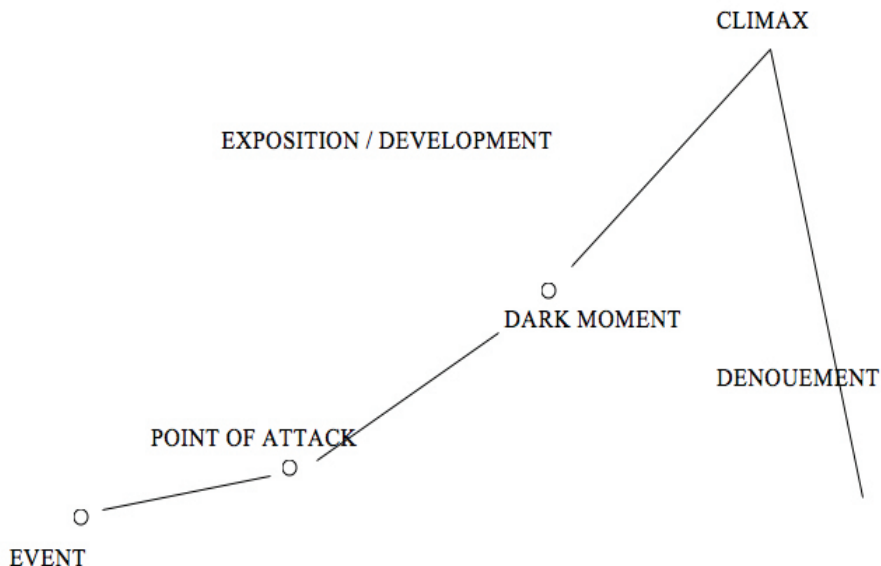 CLIMAX
EXPOSITION / DEVELOPMENT
DARK MOMENT
DENOUEMENT
POINT OF ATTACK
EVENT